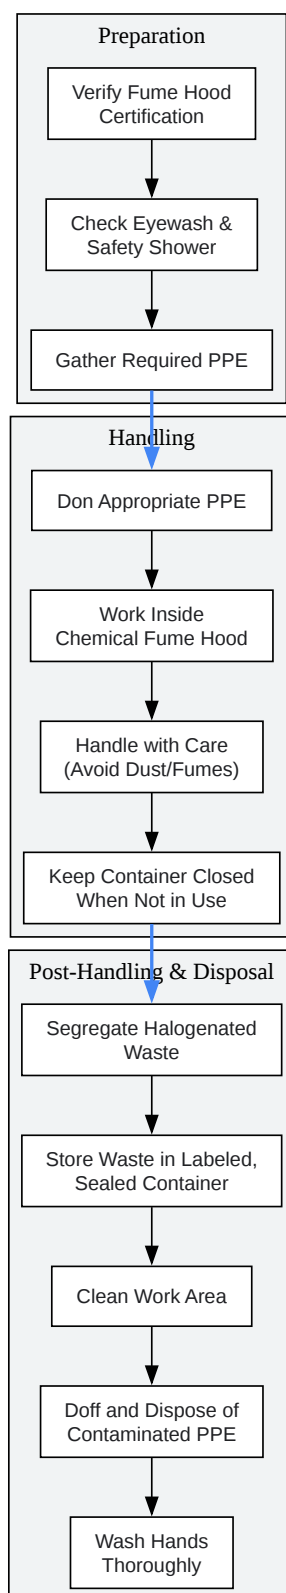 Preparation
Verify Fume Hood
Certification
Check Eyewash &
Safety Shower
Gather Required PPE
Handling
Don Appropriate PPE
Work Inside
Chemical Fume Hood
Handle with Care
(Avoid Dust/Fumes)
Keep Container Closed
When Not in Use
Post-Handling & Disposal
Segregate Halogenated
Waste
Store Waste in Labeled,
Sealed Container
Clean Work Area
Doff and Dispose of
Contaminated PPE
Wash Hands
Thoroughly